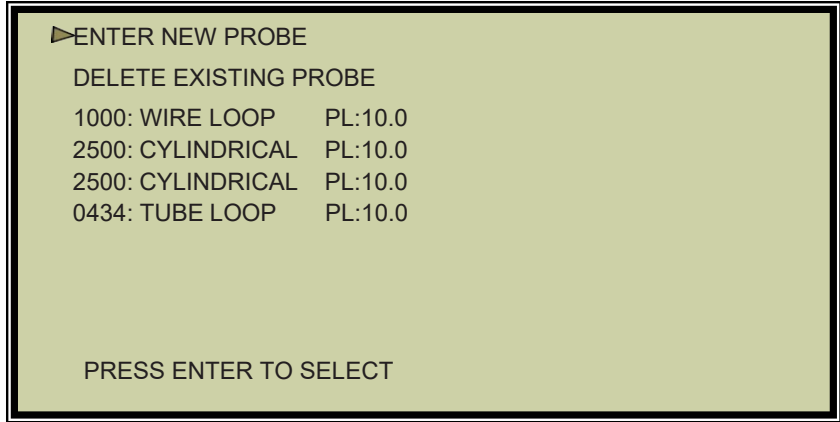 ENTER NEW PROBE
DELETE EXISTING PROBE
1000: WIRE LOOP PL:10.0
2500: CYLINDRICAL PL:10.0
2500: CYLINDRICAL PL:10.0
0434: TUBE LOOP PL:10.0
PRESS ENTER TO SELECT